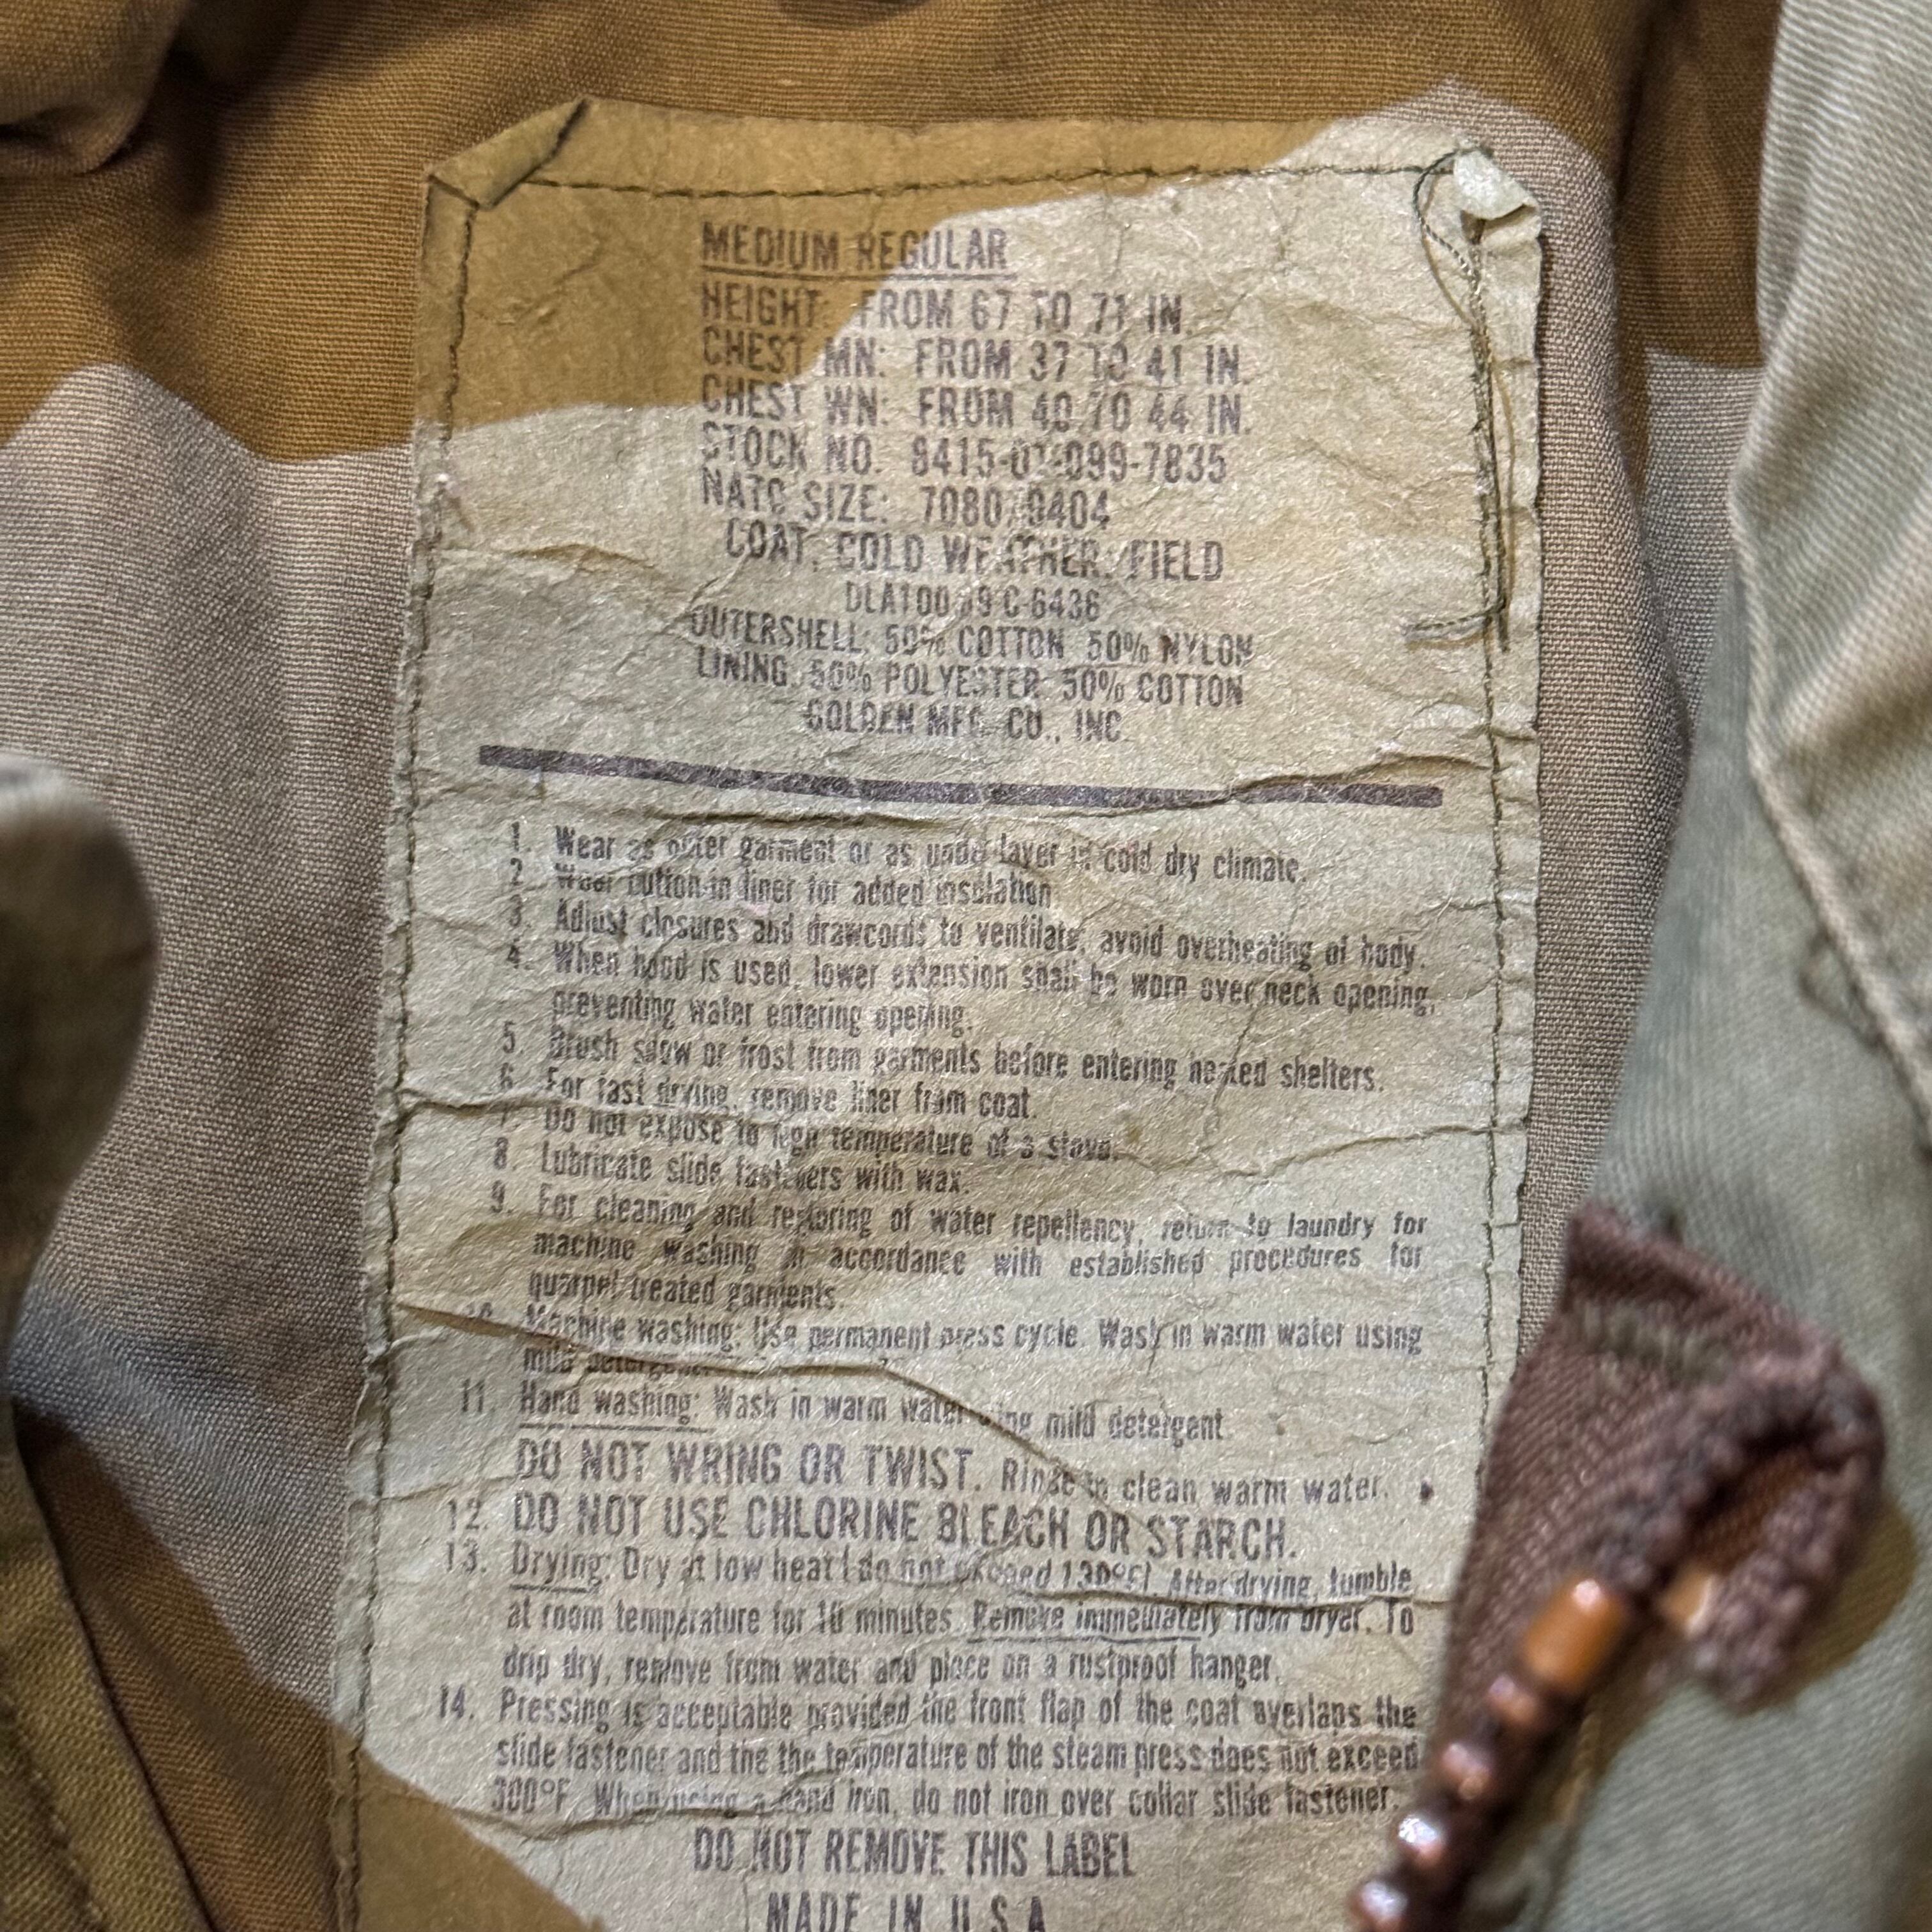 MEDIUM REGULAR
HEIGHT: FROM 67 TO 71 IN.
CHEST MN: FROM 37 TO 41 IN.
CHEST WN: FROM 40 TO 44 IN.
STOCK NO. 8415-01-099-7835
NATO SIZE: 7080/9404
COAT, COLD WEATHER, FIELD
DLA100 89 C-6436
OUTERSHELL: 50% COTTON 50% NYLON
LINING: 50% POLYESTER 50% COTTON
GOLDEN MFG. CO., INC.
1. Wear as outer garment or as under layer in cold dry climate.
2. Wear button-in liner for added insulation
3. Adjust closures and drawcords to ventilate, avoid overheating of body.
4. When hood is used, lower extension shall be worn over neck opening,
preventing water entering opening.
5. Brush snow or frost from garments before entering heated shelters.
6. For fast drying, remove liner from coat.
7. Do not expose to high temperature of a stove.
8. Lubricate slide fasteners with wax.
9. For cleaning and restoring of water repellency, return to laundry for
machine washing in accordance with established procedures for
quarpel-treated garments.
10. Machine washing: Use permanent press cycle. Wash in warm water using
mild detergent.
11. Hand washing: Wash in warm water using mild detergent
DO NOT WRING OR TWIST. Rinse in clean warm water.
12. DO NOT USE CHLORINE BLEACH OR STARCH.
13. Drying: Dry at low heat (do not exceed 130°F). After drying, tumble
at room temperature for 10 minutes. Remove immediately from dryer. To
drip dry, remove from water and place on a rustproof hanger.
14. Pressing is acceptable provided the front flap of the coat overlaps the
slide fastener and the the temperature of the steam press does not exceed
300°F. When using a hand iron, do not iron over collar slide fastener.
DO NOT REMOVE THIS LABEL
MADE IN U.S.A.